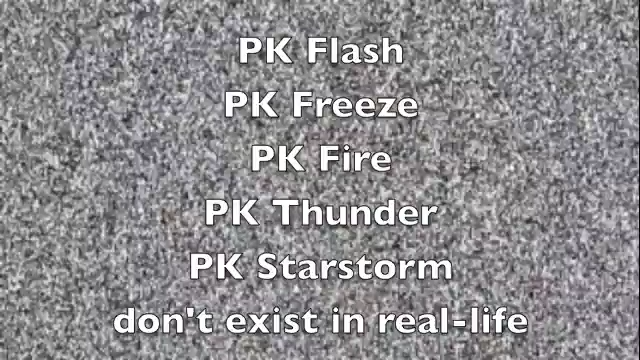 PK Flash
PK Freeze
PK Fire
PK Thunder
PK Starstorm
don't exist in real-life